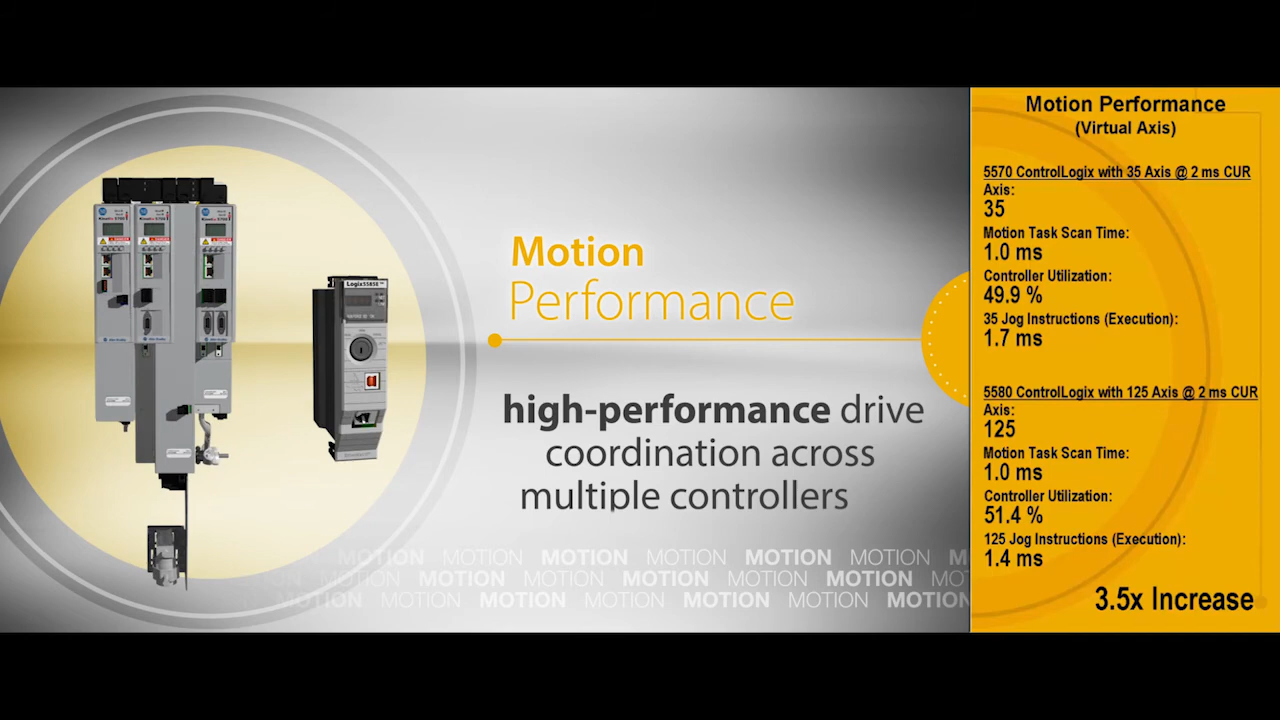 Motion
Performance
high-performance drive
coordination across
multiple controllers
MOTION MOTION MOTION MOTION MOTION MOTION M
MOTION MOTION MOTION MOTION MOTION MOT
MOTION MOTION MOTION MOTION MOTION MOTION MOTION
Logix5585E™
Motion Performance
(Virtual Axis)
5570 ControlLogix with 35 Axis @ 2 ms CUR
Axis:
35
Motion Task Scan Time:
1.0 ms
Controller Utilization:
49.9 %
35 Jog Instructions (Execution):
1.7 ms
5580 ControlLogix with 125 Axis @ 2 ms CUR
Axis:
125
Motion Task Scan Time:
1.0 ms
Controller Utilization:
51.4 %
125 Jog Instructions (Execution):
1.4 ms
3.5x Increase